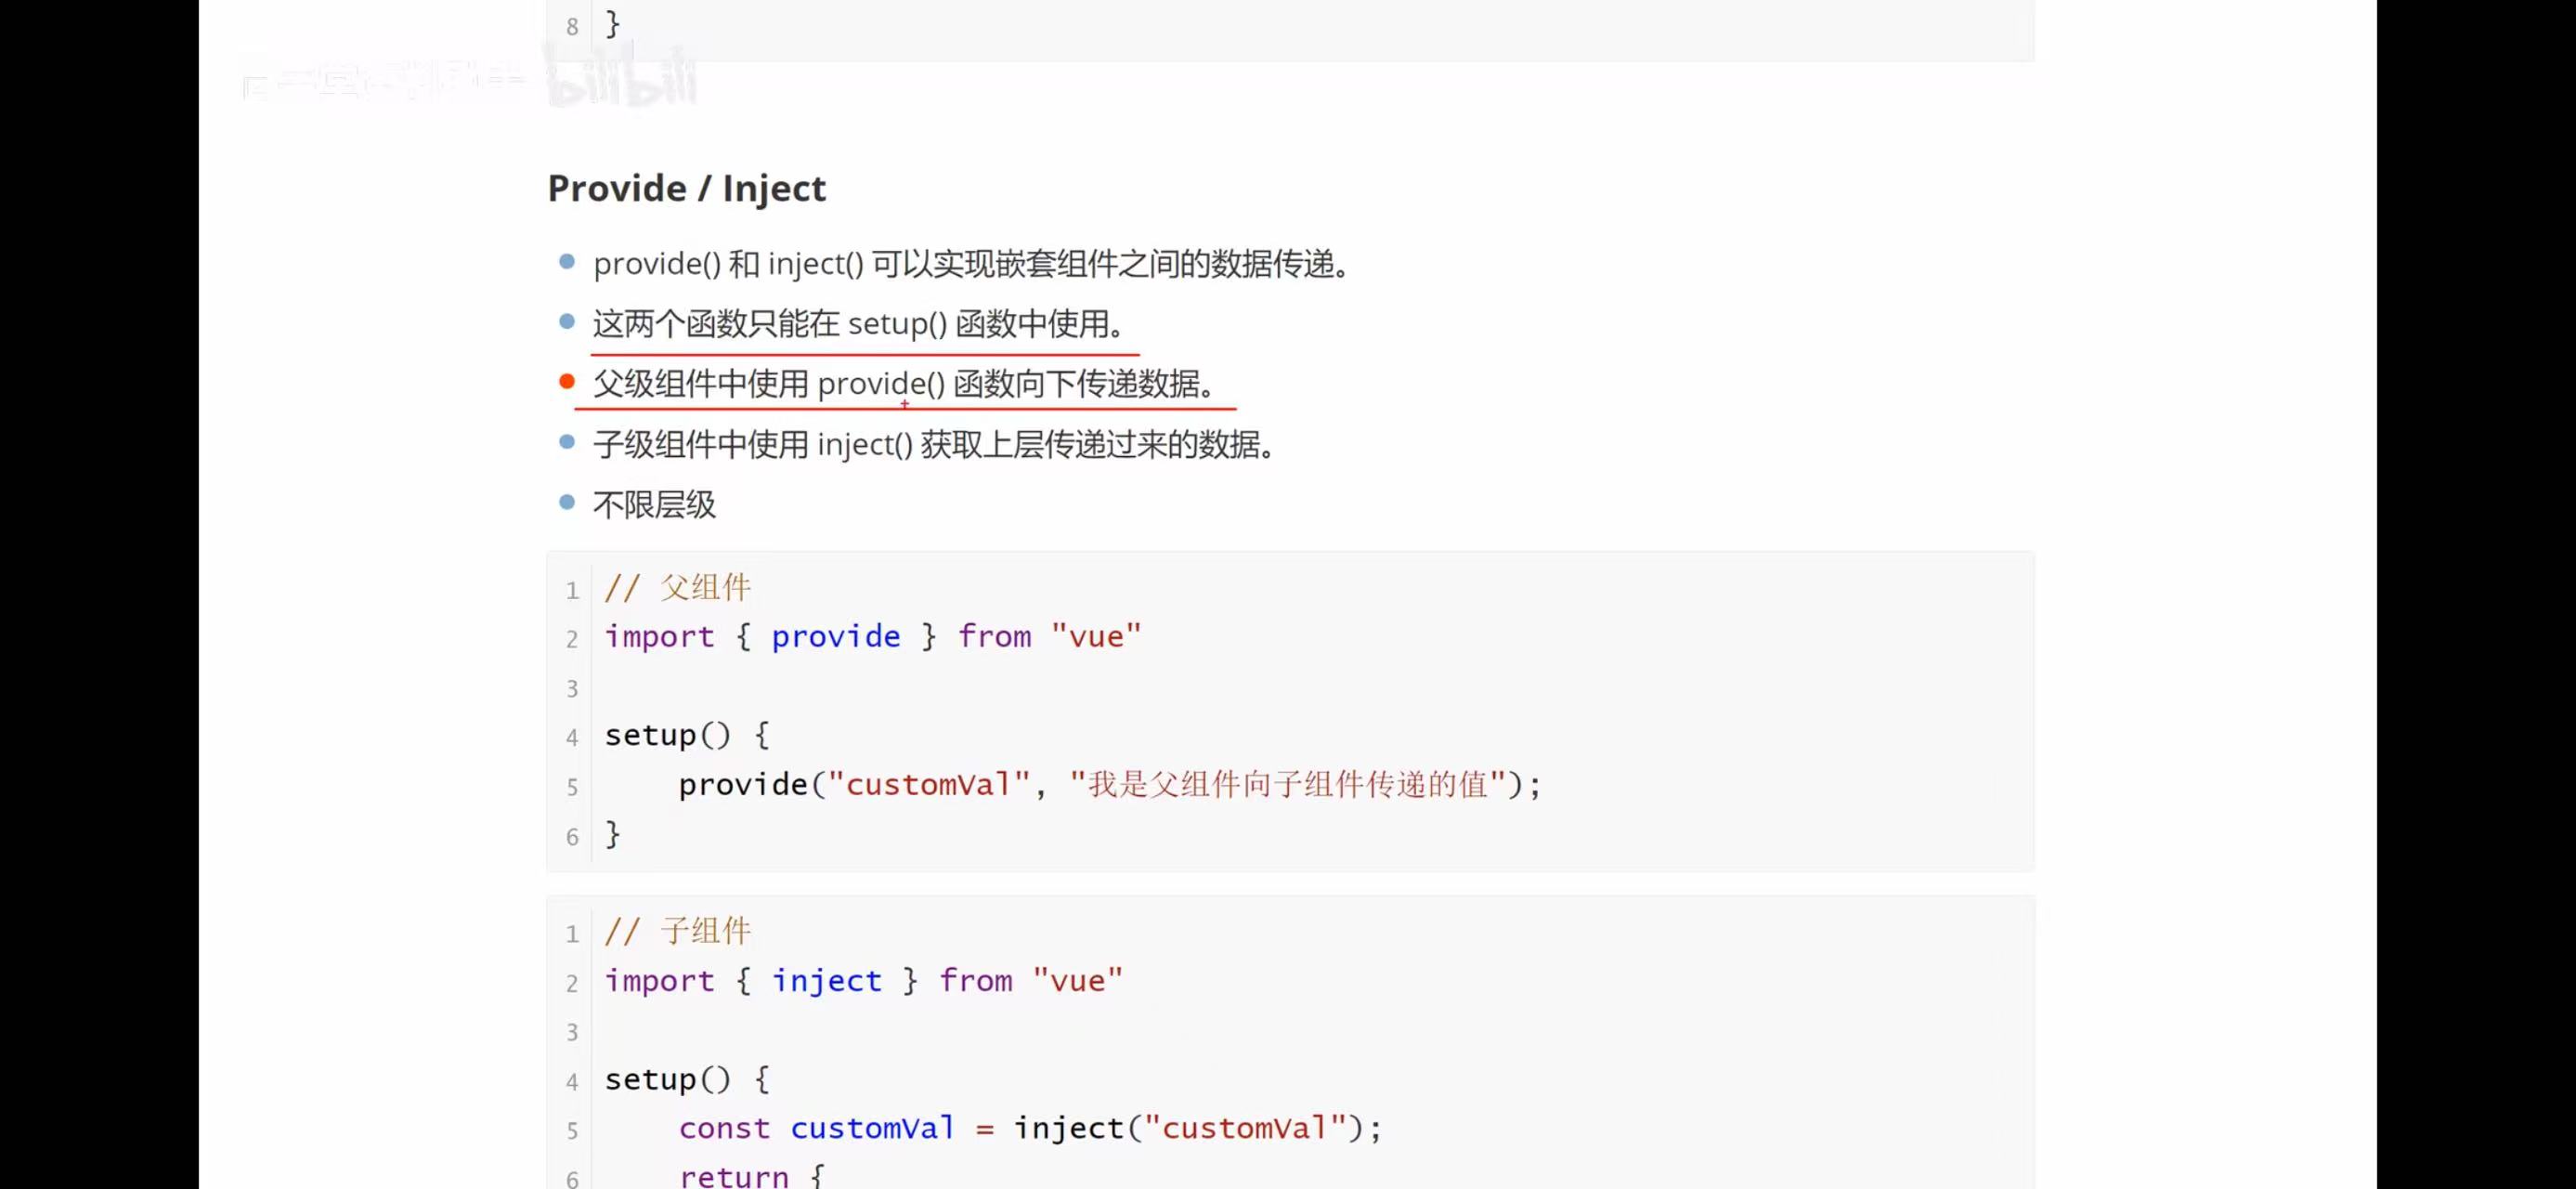 8 }
bilibili
Provide / Inject
provide() 和 inject() 可以实现嵌套组件之间的数据传递。
这两个函数只能在 setup() 函数中使用。
父级组件中使用 provide() 函数向下传递数据。
子级组件中使用 inject() 获取上层传递过来的数据。
不限层级
1 // 父组件
2 import { provide } from "vue"
3
4 setup() {
5 provide("customVal", "我是父组件向子组件传递的值");
6 }
1 // 子组件
2 import { inject } from "vue"
3
4 setup() {
5 const customVal = inject("customVal");
6 return {